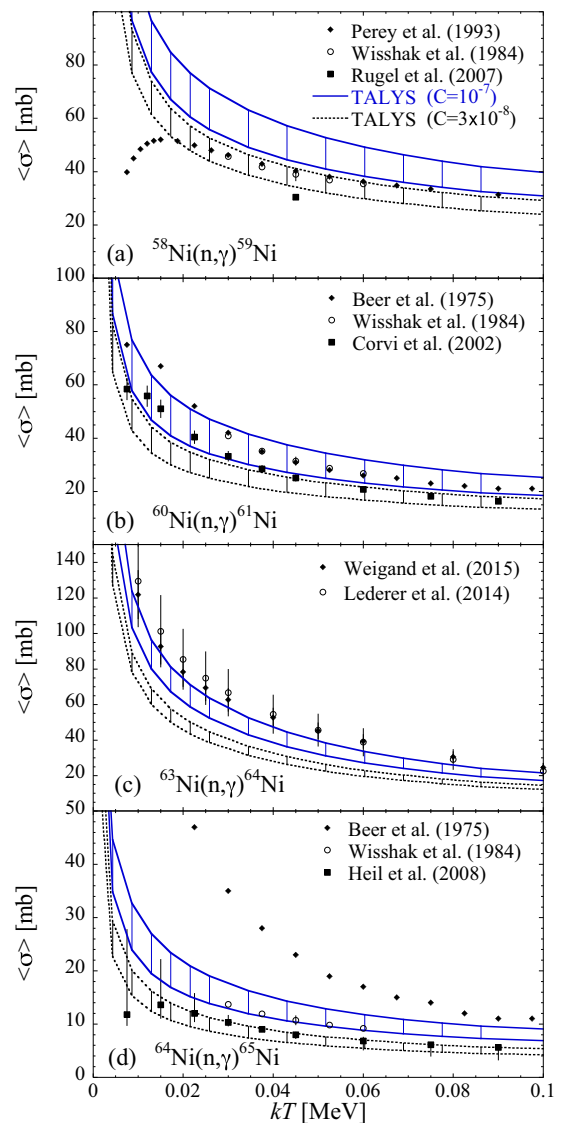 80
60
40
20
<σ> [mb]
Perey et al. (1993)
Wisshak et al. (1984)
Rugel et al. (2007)
TALYS (C=10⁻⁷)
TALYS (C=3x10⁻⁸)
(a) ⁵⁸Ni(n,γ)⁵⁹Ni
100
80
60
40
20
<σ> [mb]
Beer et al. (1975)
Wisshak et al. (1984)
Corvi et al. (2002)
(b) ⁶⁰Ni(n,γ)⁶¹Ni
140
120
100
80
60
40
20
<σ> [mb]
Weigand et al. (2015)
Lederer et al. (2014)
(c) ⁶³Ni(n,γ)⁶⁴Ni
50
40
30
20
10
0
<σ> [mb]
Beer et al. (1975)
Wisshak et al. (1984)
Heil et al. (2008)
(d) ⁶⁴Ni(n,γ)⁶⁵Ni
0 0.02 0.04 0.06 0.08 0.1
kT [MeV]